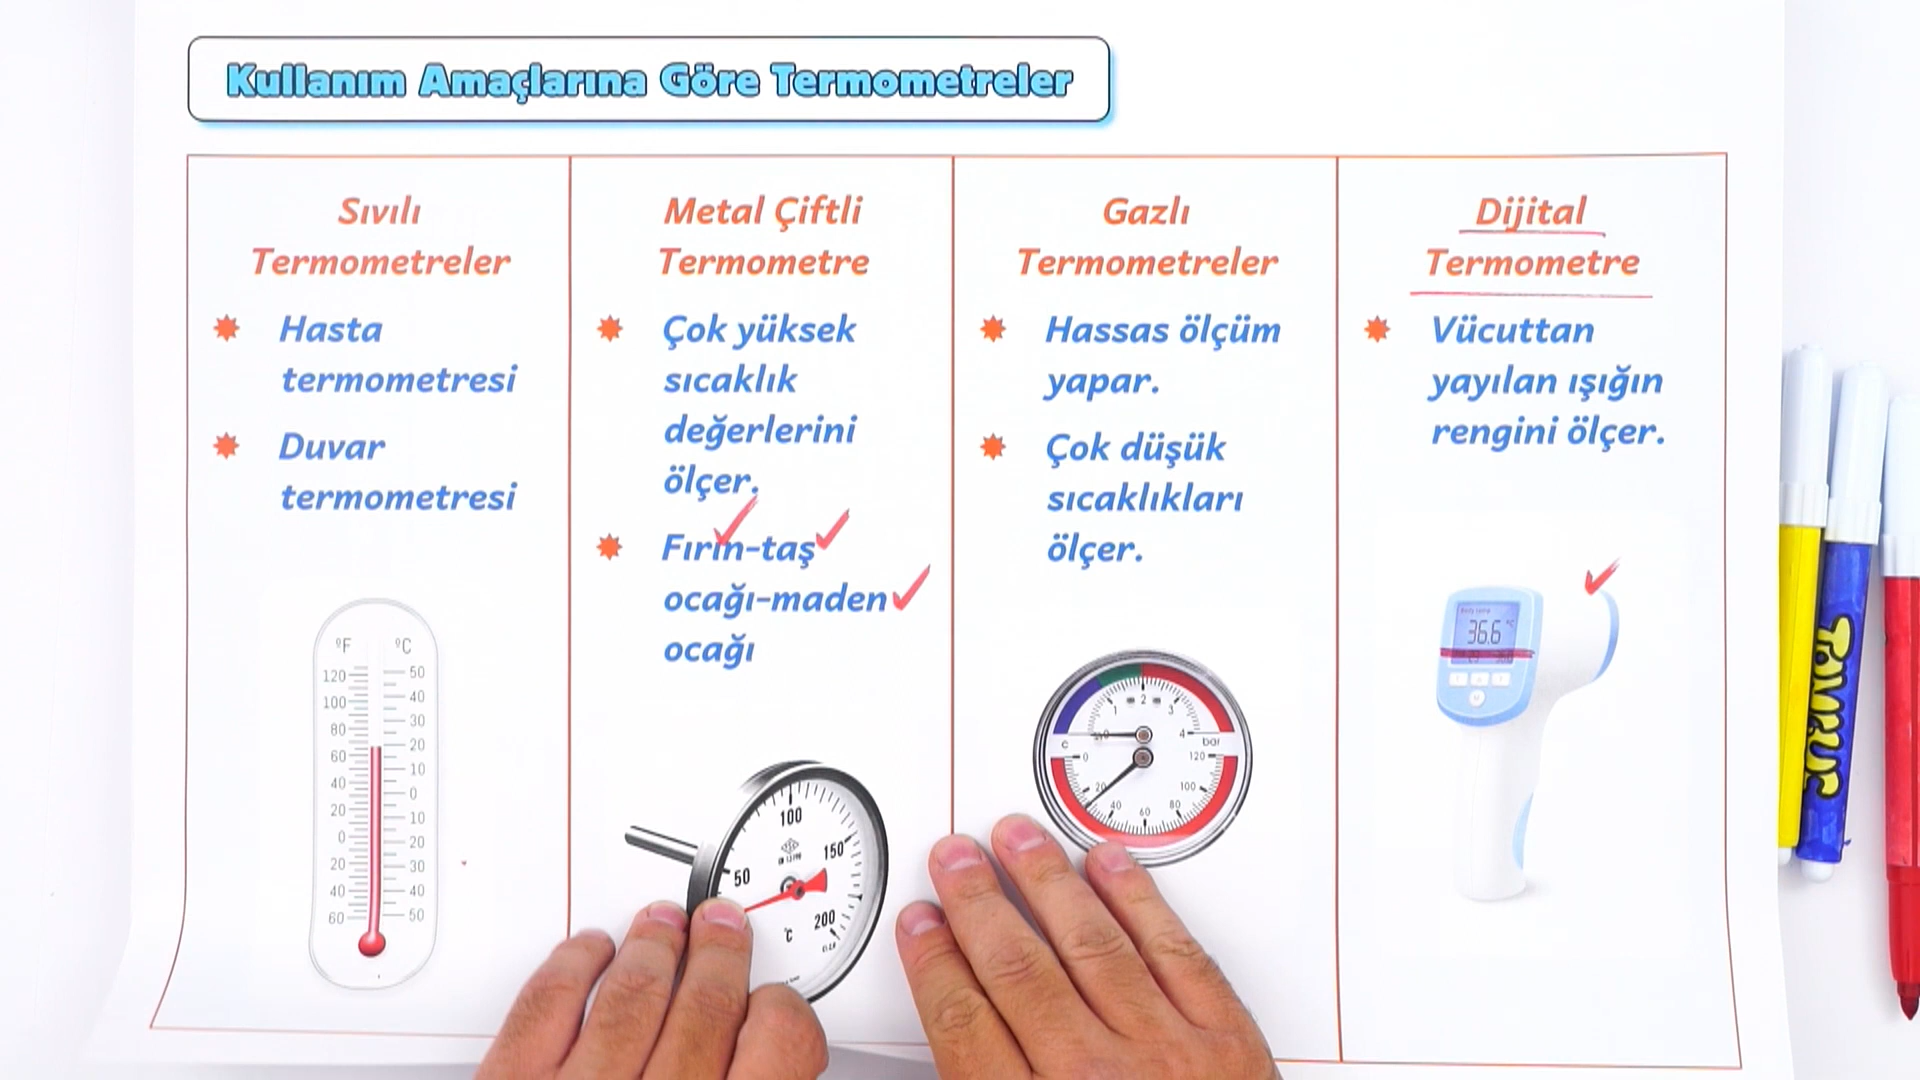 Kullanım Amaçlarına Göre Termometreler
Sıvılı
Termometreler
Hasta
termometresi
Duvar
termometresi
°F °C
120 50
100 40
80 30
60 20
40 10
20 0
0 10
20 20
30
40 40
60 50
Metal Çiftli
Termometre
Çok yüksek
sıcaklık
değerlerini
ölçer.
Fırın-taş
ocağı-maden
ocağı
50
100
150
200
°C
Gazlı
Termometreler
Hassas ölçüm
yapar.
Çok düşük
sıcaklıkları
ölçer.
1 2 3
0 4
c bar
0 120
20 100
40 60 80
Dijital
Termometre
Vücuttan
yayılan ışığın
rengini ölçer.
Body temp
36.6 °C